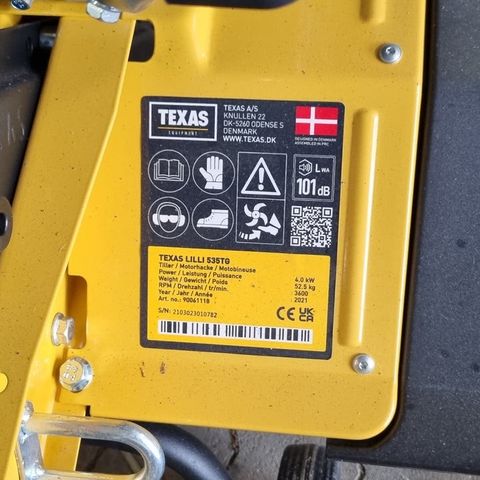 TEXAS
EQUIPMENT
TEXAS A/S
KNULLEN 22
DK-5260 ODENSE S
DENMARK
WWW.TEXAS.DK
DESIGNED IN DENMARK
ASSEMBLED IN PRC
LWA
101 dB
TEXAS LILLI 535TG
Tiller / Motorhacke / Motobineuse
Power / Leistung / Puissance 4.0 kW
Weight / Gewicht / Poids 52.5 kg
RPM / Drehzahl / tr/min. 3600
Year / Jahr / Année 2021
Art. no.: 90061118
S/N: 2103023010782
CE UK CA